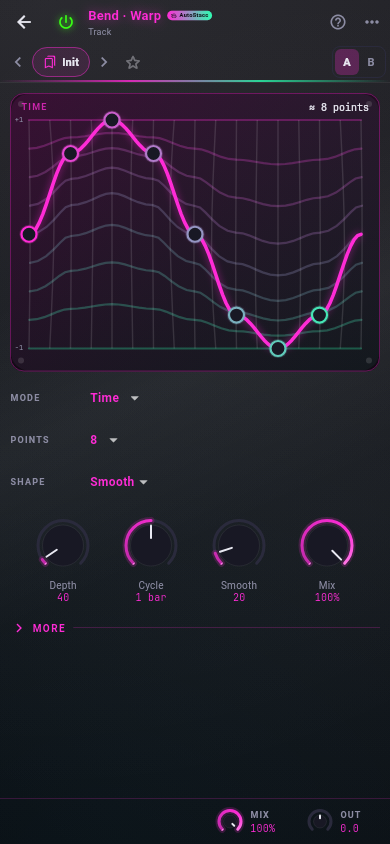 Bend · Warp AutoStacc
Track
Init
A B
TIME ≈ 8 points
+1
-1
MODE Time
POINTS 8
SHAPE Smooth
Depth Cycle Smooth Mix
40 1 bar 20 100%
MORE
MIX OUT
100% 0.0